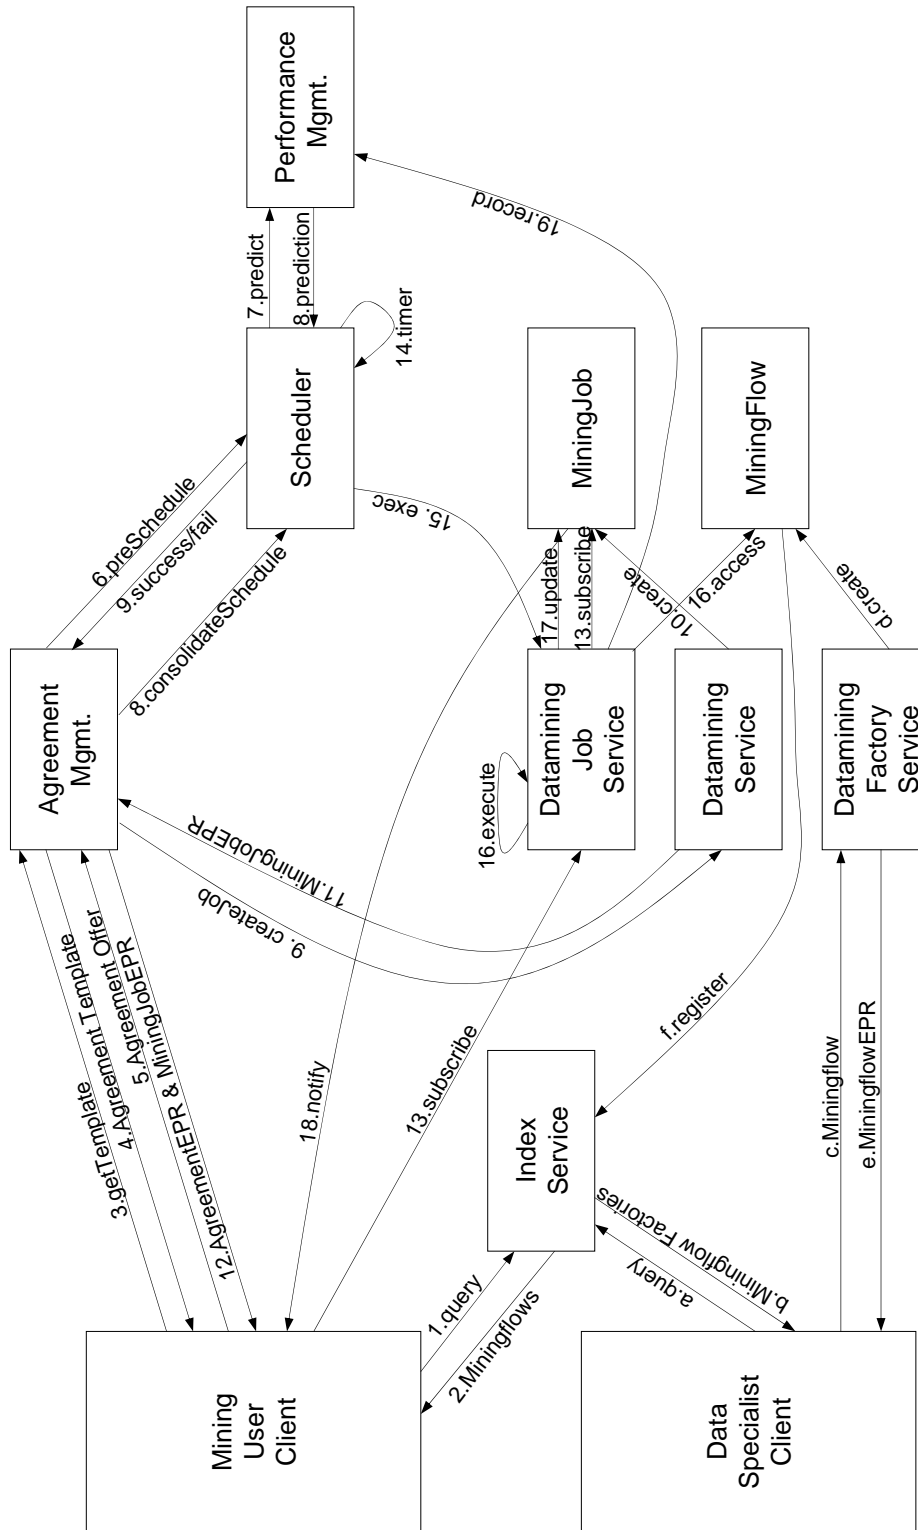 Mining
User
Client
Data
Specialist
Client
1.query
2.Miningflows
a.query
b.Miningflow Factories
Index
Service
3.getTemplate
4.Agreement Template
5.Agreement Offer
12.AgreementEPR & MiningJobEPR
18.notify
13.subscribe
f.register
c.Miningflow
e.MiningflowEPR
9. createJob
11.MiningJobEPR
Agreement
Mgmt.
16.execute
Datamining
Job
Service
Datamining
Service
Datamining
Factory
Service
6.preSchedule
9.success/fail
8.consolidateSchedule
15. exec
17.update
13.subscribe
10.create
16.access
d.create
Scheduler
14.timer
MiningJob
MiningFlow
7.predict
8.prediction
19.record
Performance
Mgmt.